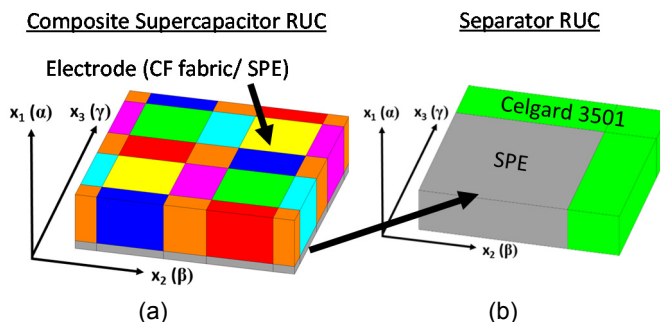 Composite Supercapacitor RUC
Electrode (CF fabric/ SPE)
x₁ (α)
x₃ (γ)
x₂ (β)
(a)
Separator RUC
x₁ (α)
x₃ (γ)
Celgard 3501
SPE
x₂ (β)
(b)